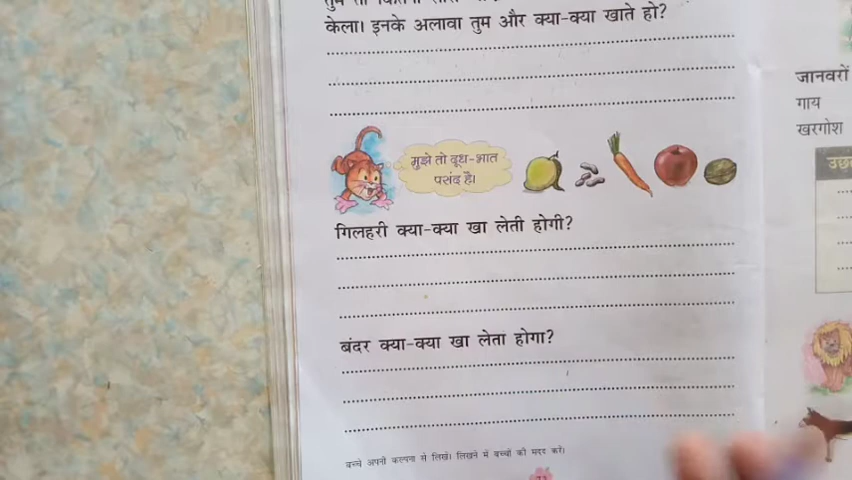 केला। इनके अलावा तुम और क्या-क्या खाते हो?
मुझे तो दूध-भात
पसंद है।
गिलहरी क्या-क्या खा लेती होगी?
बंदर क्या-क्या खा लेता होगा?
बच्चे अपनी कल्पना से लिखें। लिखने में बच्चों की मदद करें।
जानवरों
गाय
खरगोश